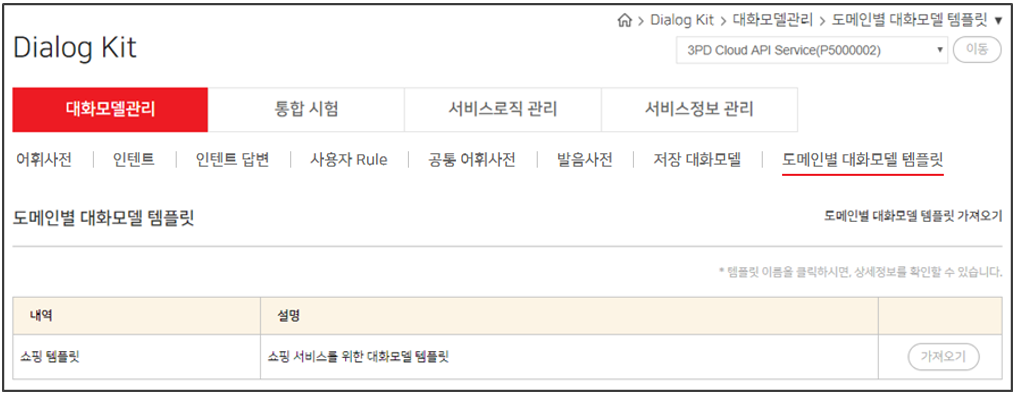 > Dialog Kit > 대화모델관리 > 도메인별 대화모델 템플릿 ▼
Dialog Kit
3PD Cloud API Service(P5000002) ▼ 이동
대화모델관리 통합 시험 서비스로직 관리 서비스정보 관리
어휘사전 | 인텐트 | 인텐트 답변 | 사용자 Rule | 공통 어휘사전 | 발음사전 | 저장 대화모델 | 도메인별 대화모델 템플릿
도메인별 대화모델 템플릿 도메인별 대화모델 템플릿 가져오기
* 템플릿 이름을 클릭하시면, 상세정보를 확인할 수 있습니다.
내역 설명
쇼핑 템플릿 쇼핑 서비스를 위한 대화모델 템플릿 가져오기